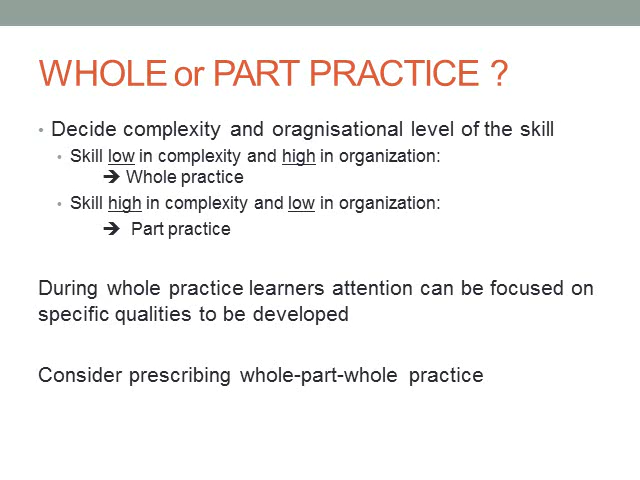 WHOLE or PART PRACTICE ?
• Decide complexity and oragnisational level of the skill
• Skill low in complexity and high in organization:
➔ Whole practice
• Skill high in complexity and low in organization:
➔ Part practice
During whole practice learners attention can be focused on
specific qualities to be developed
Consider prescribing whole-part-whole practice